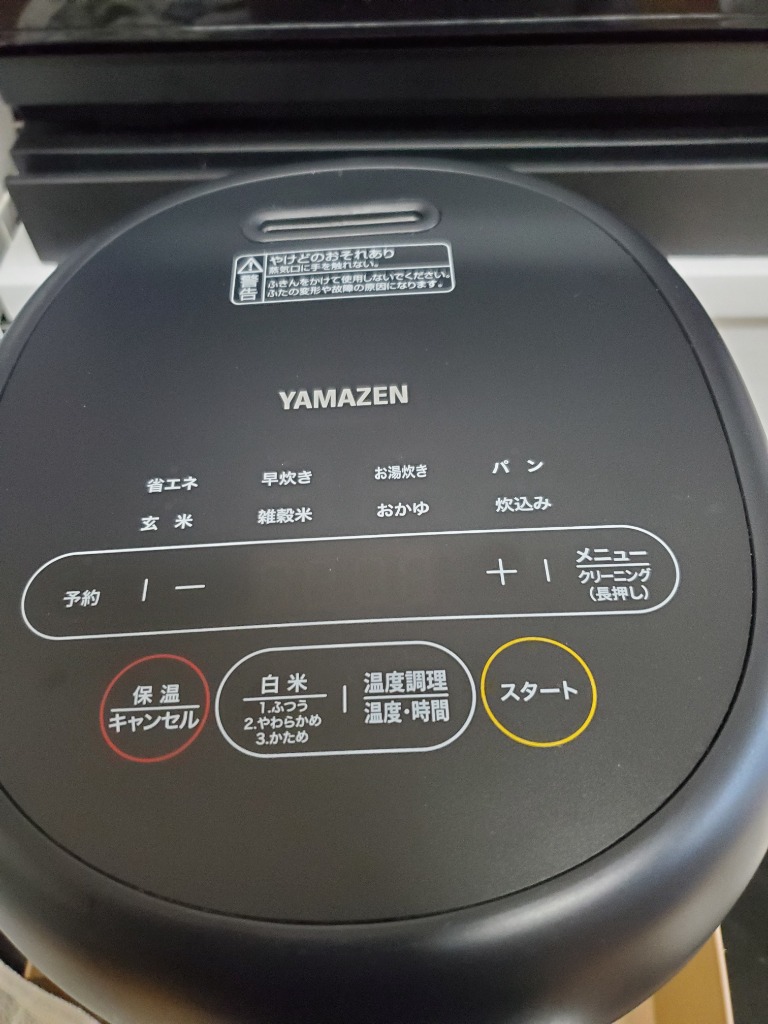 警告
やけどのおそれあり
蒸気口に手を触れない。
ふきんをかけて使用しないでください。
ふたの変形や故障の原因になります。
YAMAZEN
省エネ 早炊き お湯炊き パン
玄米 雑穀米 おかゆ 炊込み
予約 | － ＋ | メニュー
クリーニング
(長押し)
保温
キャンセル
白米
1.ふつう
2.やわらかめ
3.かため
| 温度調理
温度・時間
スタート